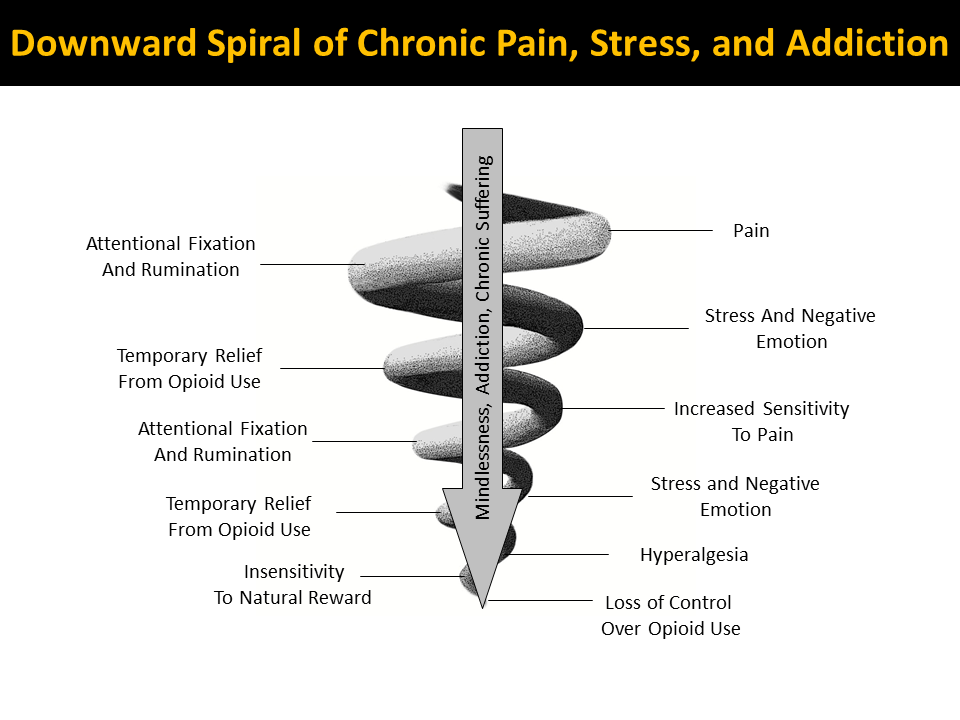 Downward Spiral of Chronic Pain, Stress, and Addiction
Mindlessness, Addiction, Chronic Suffering
Pain
Attentional Fixation
And Rumination
Stress And Negative
Emotion
Temporary Relief
From Opioid Use
Increased Sensitivity
To Pain
Attentional Fixation
And Rumination
Stress and Negative
Emotion
Temporary Relief
From Opioid Use
Hyperalgesia
Insensitivity
To Natural Reward
Loss of Control
Over Opioid Use